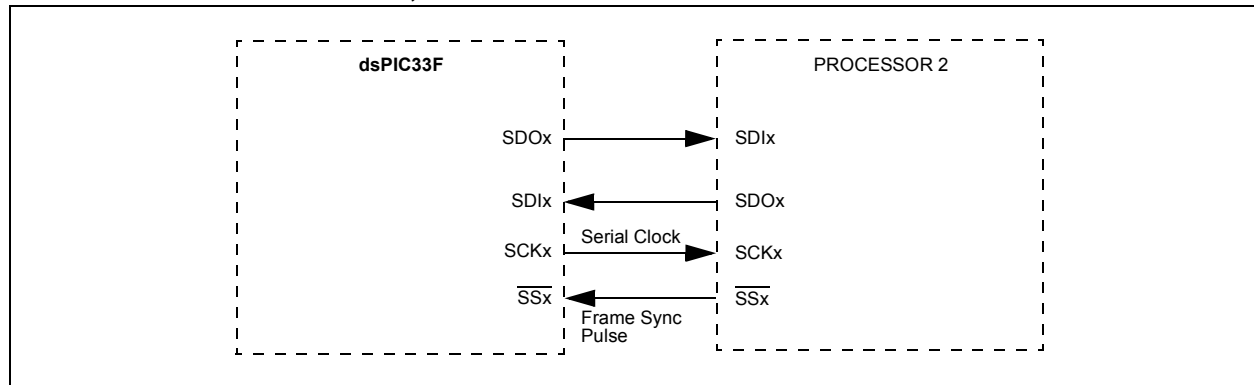 dsPIC33F
PROCESSOR 2
SDOx
SDIx
SDIx
SDOx
Serial Clock
SCKx
SCKx
SSx
SSx
Frame Sync
Pulse